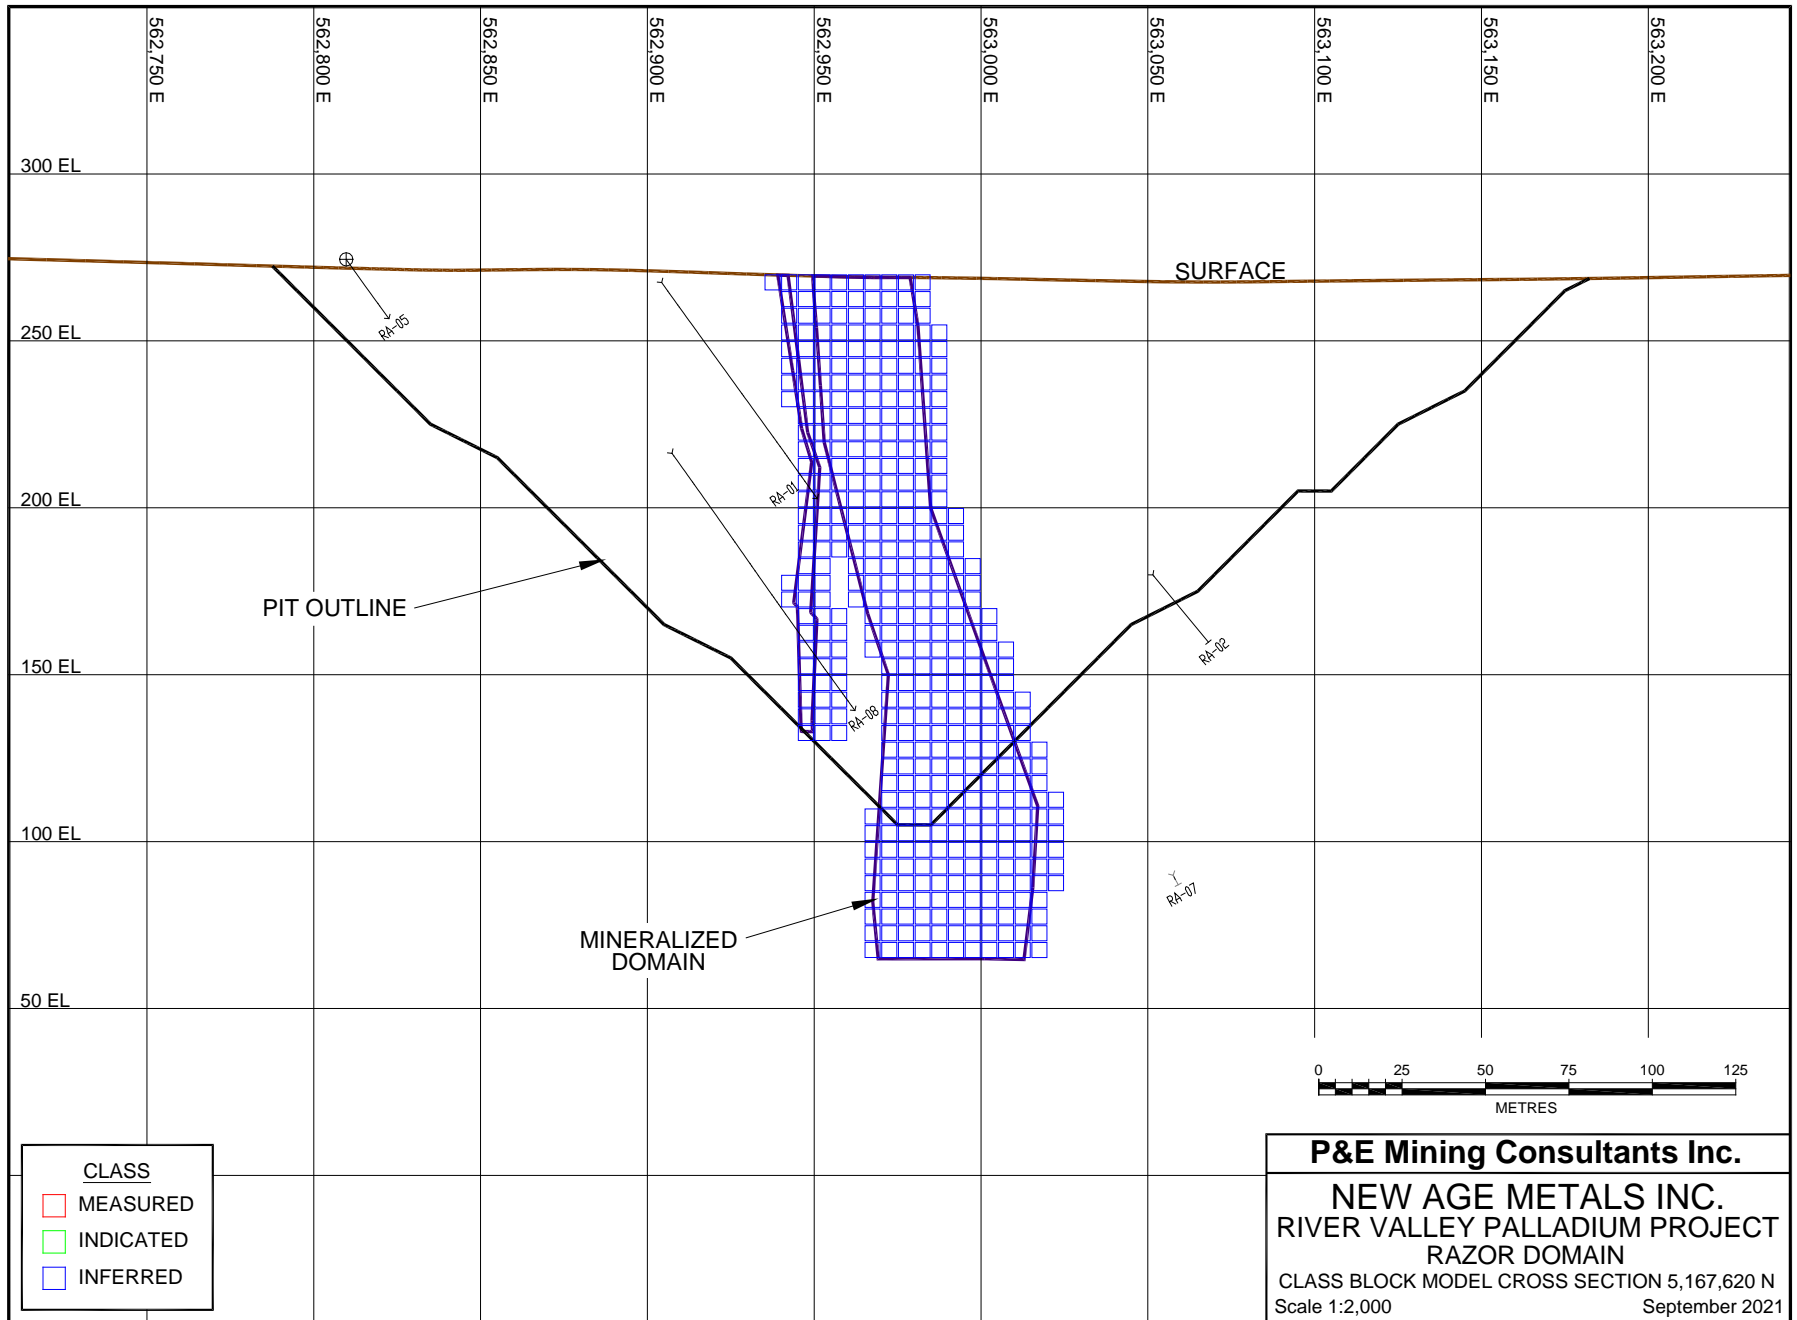 562,750 E
562,800 E
562,850 E
562,900 E
562,950 E
563,000 E
563,050 E
563,100 E
563,150 E
563,200 E
300 EL
SURFACE
RA-05
250 EL
RA-01
200 EL
PIT OUTLINE
RA-02
150 EL
RA-08
100 EL
RA-07
MINERALIZED
DOMAIN
50 EL
0 25 50 75 100 125
METRES
CLASS
MEASURED
INDICATED
INFERRED
P&E Mining Consultants Inc.
NEW AGE METALS INC.
RIVER VALLEY PALLADIUM PROJECT
RAZOR DOMAIN
CLASS BLOCK MODEL CROSS SECTION 5,167,620 N
Scale 1:2,000 September 2021